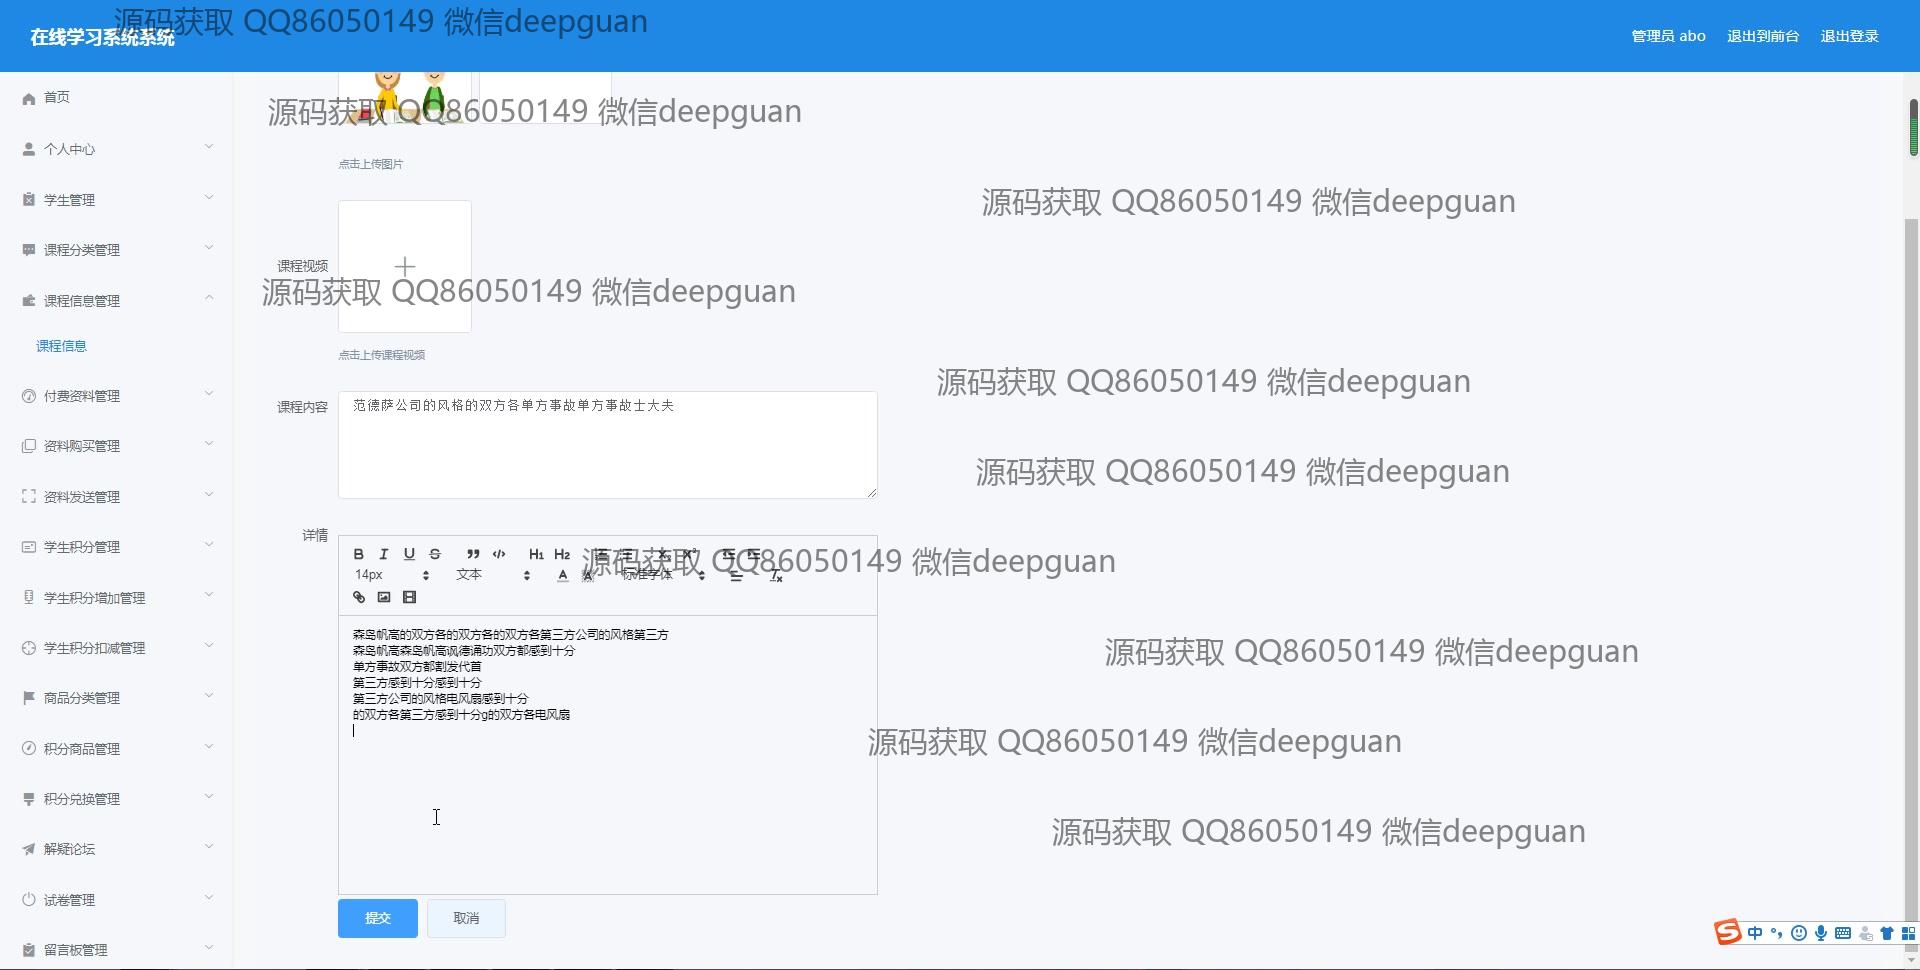 源码获取 QQ86050149 微信deepguan
在线学习系统系统
管理员 abo 退出到前台 退出登录
首页
源码获取 QQ86050149 微信deepguan
个人中心
点击上传图片
学生管理
源码获取 QQ86050149 微信deepguan
课程分类管理
课程视频
源码获取 QQ86050149 微信deepguan
课程信息管理
课程信息
点击上传课程视频
源码获取 QQ86050149 微信deepguan
付费资料管理
课程内容
范德萨公司的风格的双方各单方事故单方事故士大夫
资料购买管理
源码获取 QQ86050149 微信deepguan
资料发送管理
详情
学生积分管理
B I U S H1 H2
源码获取 QQ86050149 微信deepguan
14px 文本 标准字体
学生积分增加管理
森岛帆高的双方各的双方各的双方各第三方公司的风格第三方
森岛帆高森岛帆高讽德诵功双方都感到十分
单方事故双方都割发代首
第三方感到十分感到十分
第三方公司的风格电风扇感到十分
的双方各第三方感到十分g的双方各电风扇
学生积分扣减管理
源码获取 QQ86050149 微信deepguan
商品分类管理
积分商品管理
源码获取 QQ86050149 微信deepguan
积分兑换管理
源码获取 QQ86050149 微信deepguan
解疑论坛
试卷管理
提交 取消
留言板管理
中